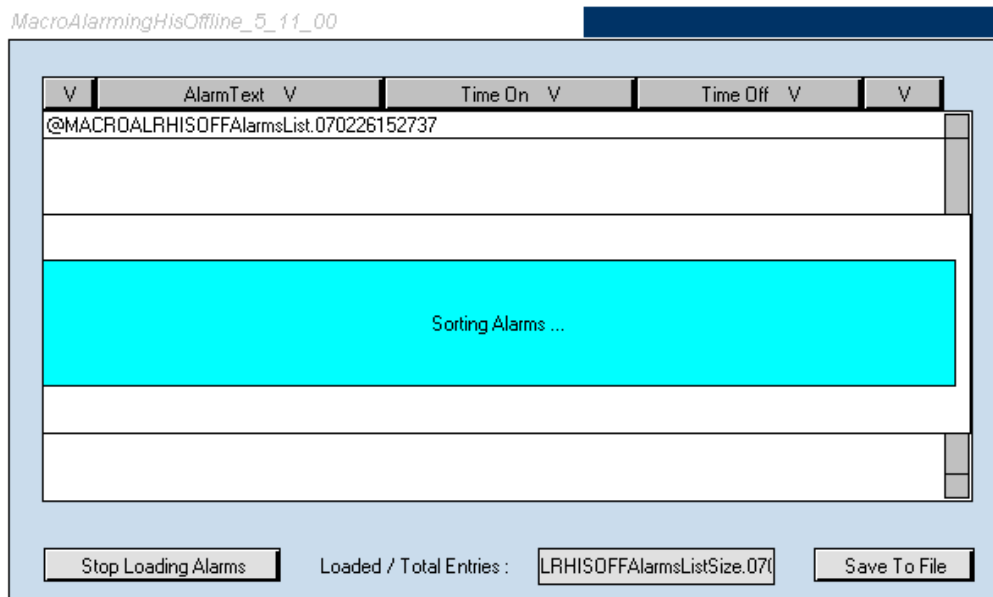 MacroAlarmingHisOffline_5_11_00
V AlarmText V Time On V Time Off V V
@MACROALRHISOFFAlarmsList.070226152737
Sorting Alarms ...
Stop Loading Alarms Loaded / Total Entries : LRHISOFFAlarmsListSize.07( Save To File